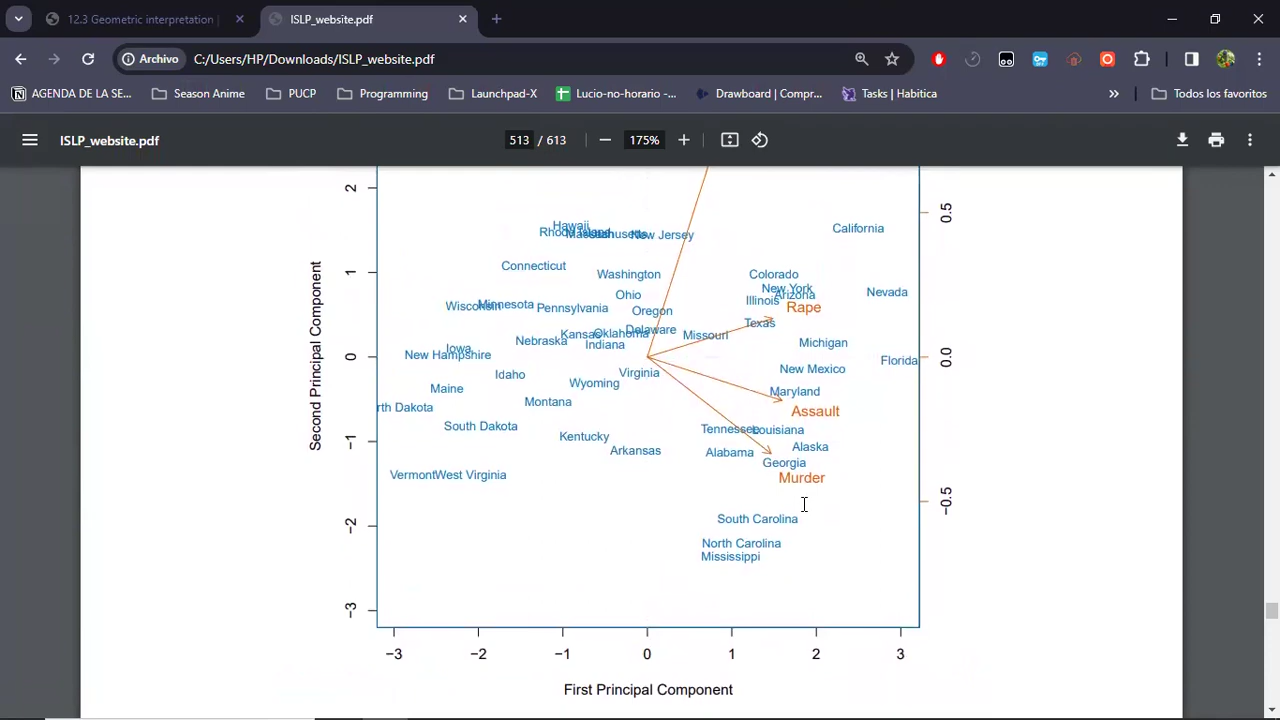 12.3 Geometric interpretation
ISLP_website.pdf
Archivo
C:/Users/HP/Downloads/ISLP_website.pdf
AGENDA DE LA SE...
Season Anime
PUCP
Programming
Launchpad-X
Lucio-no-horario -...
Drawboard | Compr...
Tasks | Habitica
Todos los favoritos
ISLP_website.pdf
513 / 613
175%
2
0.5
Hawaii
California
Rhode Island
Massachusetts
New Jersey
Connecticut
1
Washington
Colorado
New York
Ohio
Arizona
Nevada
Illinois
Wisconsin
Minnesota
Pennsylvania
Oregon
Rape
Texas
Kansas
Oklahoma
Delaware
Missouri
Nebraska
Indiana
Michigan
Iowa
New Hampshire
0
0.0
Florida
Second Principal Component
Idaho
Virginia
New Mexico
Maine
Wyoming
Maryland
rth Dakota
Montana
Assault
South Dakota
Tennessee
Louisiana
−1
Kentucky
Alaska
Arkansas
Alabama
Georgia
Vermont
West Virginia
Murder
−0.5
−2
South Carolina
North Carolina
Mississippi
−3
−3 −2 −1 0 1 2 3
First Principal Component